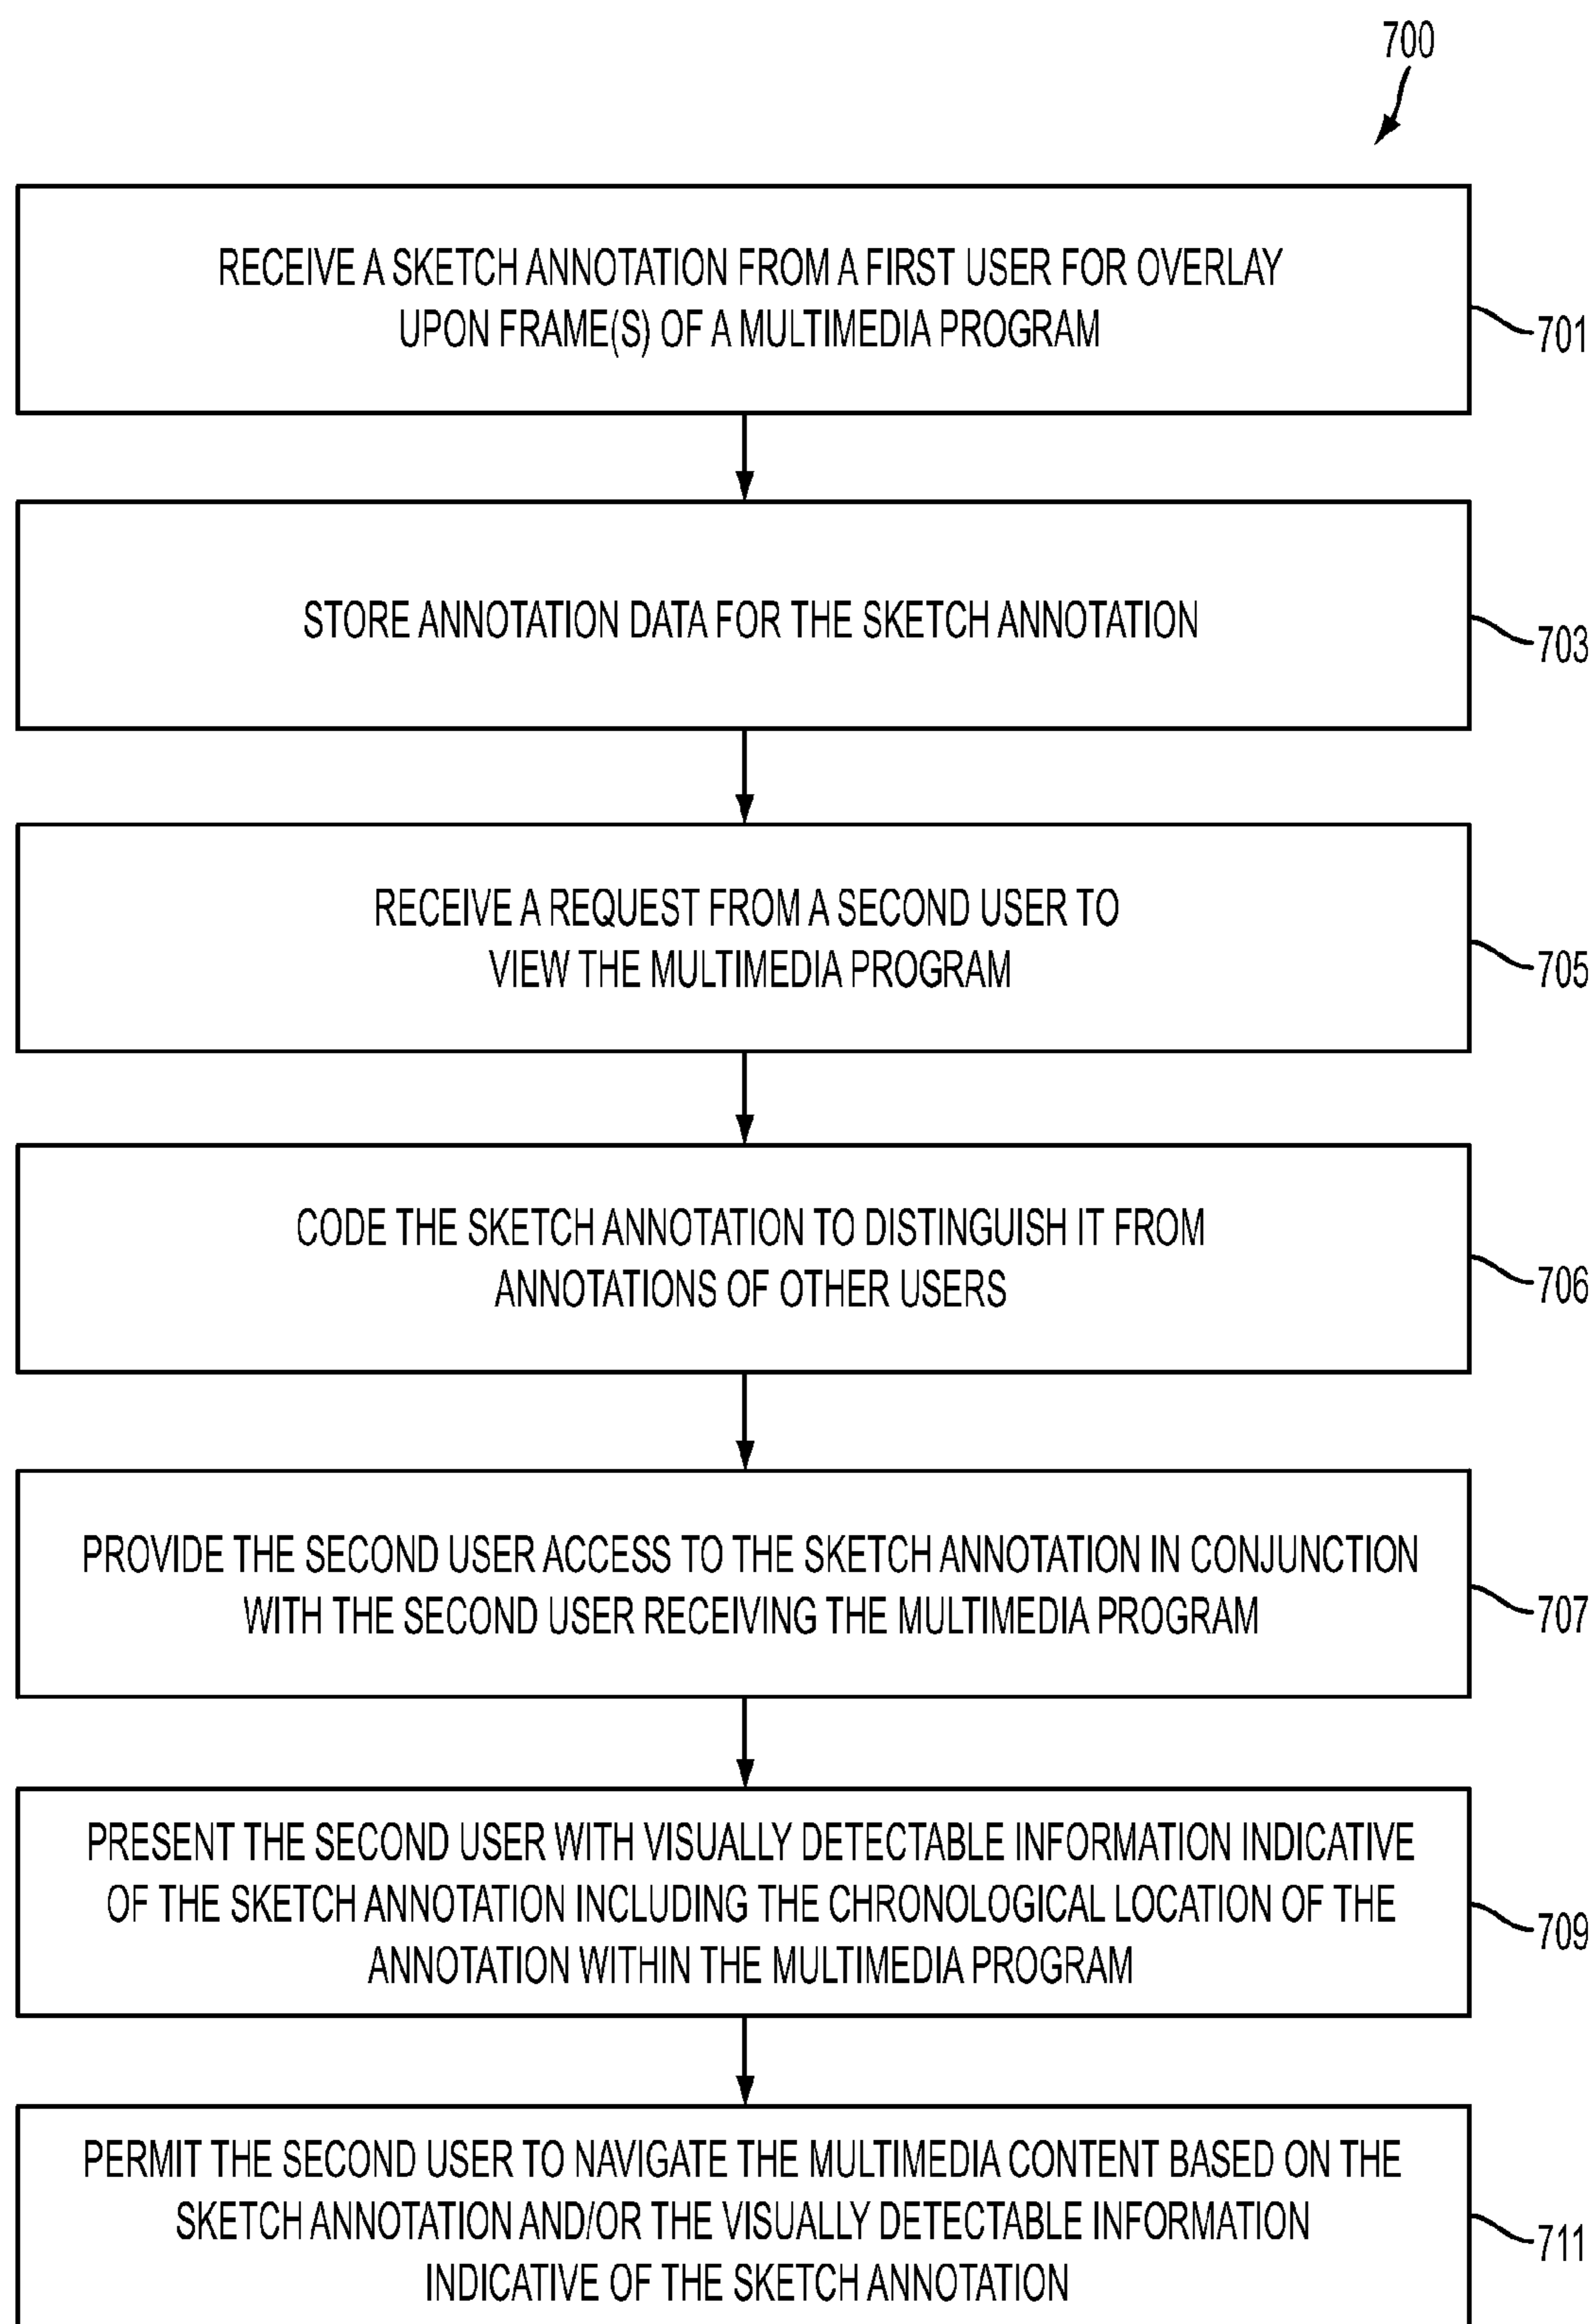 700
RECEIVE A SKETCH ANNOTATION FROM A FIRST USER FOR OVERLAY
UPON FRAME(S) OF A MULTIMEDIA PROGRAM
701
STORE ANNOTATION DATA FOR THE SKETCH ANNOTATION
703
RECEIVE A REQUEST FROM A SECOND USER TO
VIEW THE MULTIMEDIA PROGRAM
705
CODE THE SKETCH ANNOTATION TO DISTINGUISH IT FROM
ANNOTATIONS OF OTHER USERS
706
PROVIDE THE SECOND USER ACCESS TO THE SKETCH ANNOTATION IN CONJUNCTION
WITH THE SECOND USER RECEIVING THE MULTIMEDIA PROGRAM
707
PRESENT THE SECOND USER WITH VISUALLY DETECTABLE INFORMATION INDICATIVE
OF THE SKETCH ANNOTATION INCLUDING THE CHRONOLOGICAL LOCATION OF THE
ANNOTATION WITHIN THE MULTIMEDIA PROGRAM
709
PERMIT THE SECOND USER TO NAVIGATE THE MULTIMEDIA CONTENT BASED ON THE
SKETCH ANNOTATION AND/OR THE VISUALLY DETECTABLE INFORMATION
INDICATIVE OF THE SKETCH ANNOTATION
711